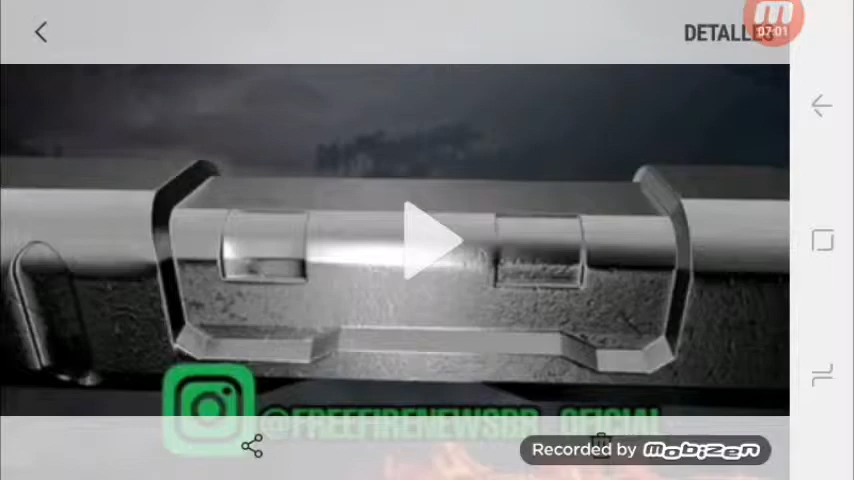 DETALLES
07:01
@FREEFIRENEWSBR_OFICIAL
Recorded by MOBIZEN